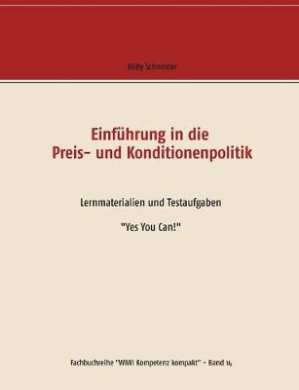 Willy Schneider
Einführung in die
Preis- und Konditionenpolitik
Lernmaterialien und Testaufgaben
"Yes You Can!"
Fachbuchreihe "WiWi Kompetenz kompakt" – Band 14